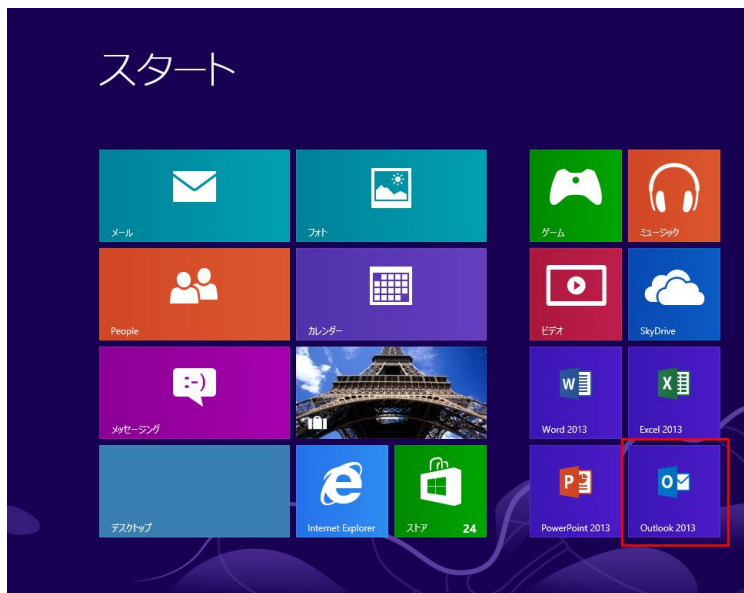 スタート
メール
フォト
ゲーム
ミュージック
People
カレンダー
ビデオ
SkyDrive
:-)
メッセージング
W
Word 2013
X
Excel 2013
デスクトップ
Internet Explorer
ストア
24
P
PowerPoint 2013
O
Outlook 2013